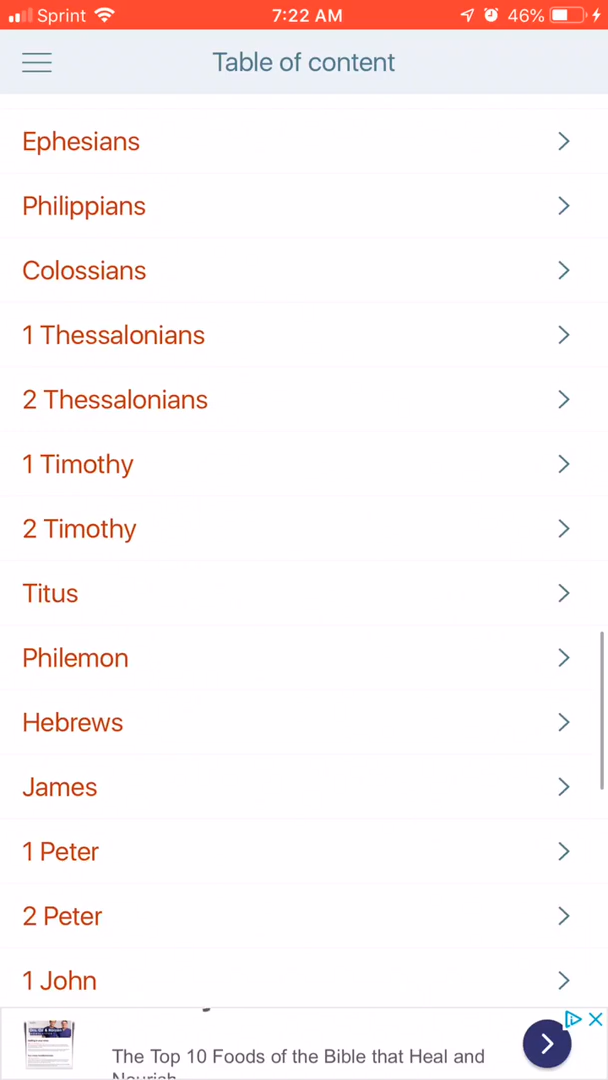 Sprint 7:22 AM 46%
Table of content
Ephesians
Philippians
Colossians
1 Thessalonians
2 Thessalonians
1 Timothy
2 Timothy
Titus
Philemon
Hebrews
James
1 Peter
2 Peter
1 John
The Top 10 Foods of the Bible that Heal and
Nourish